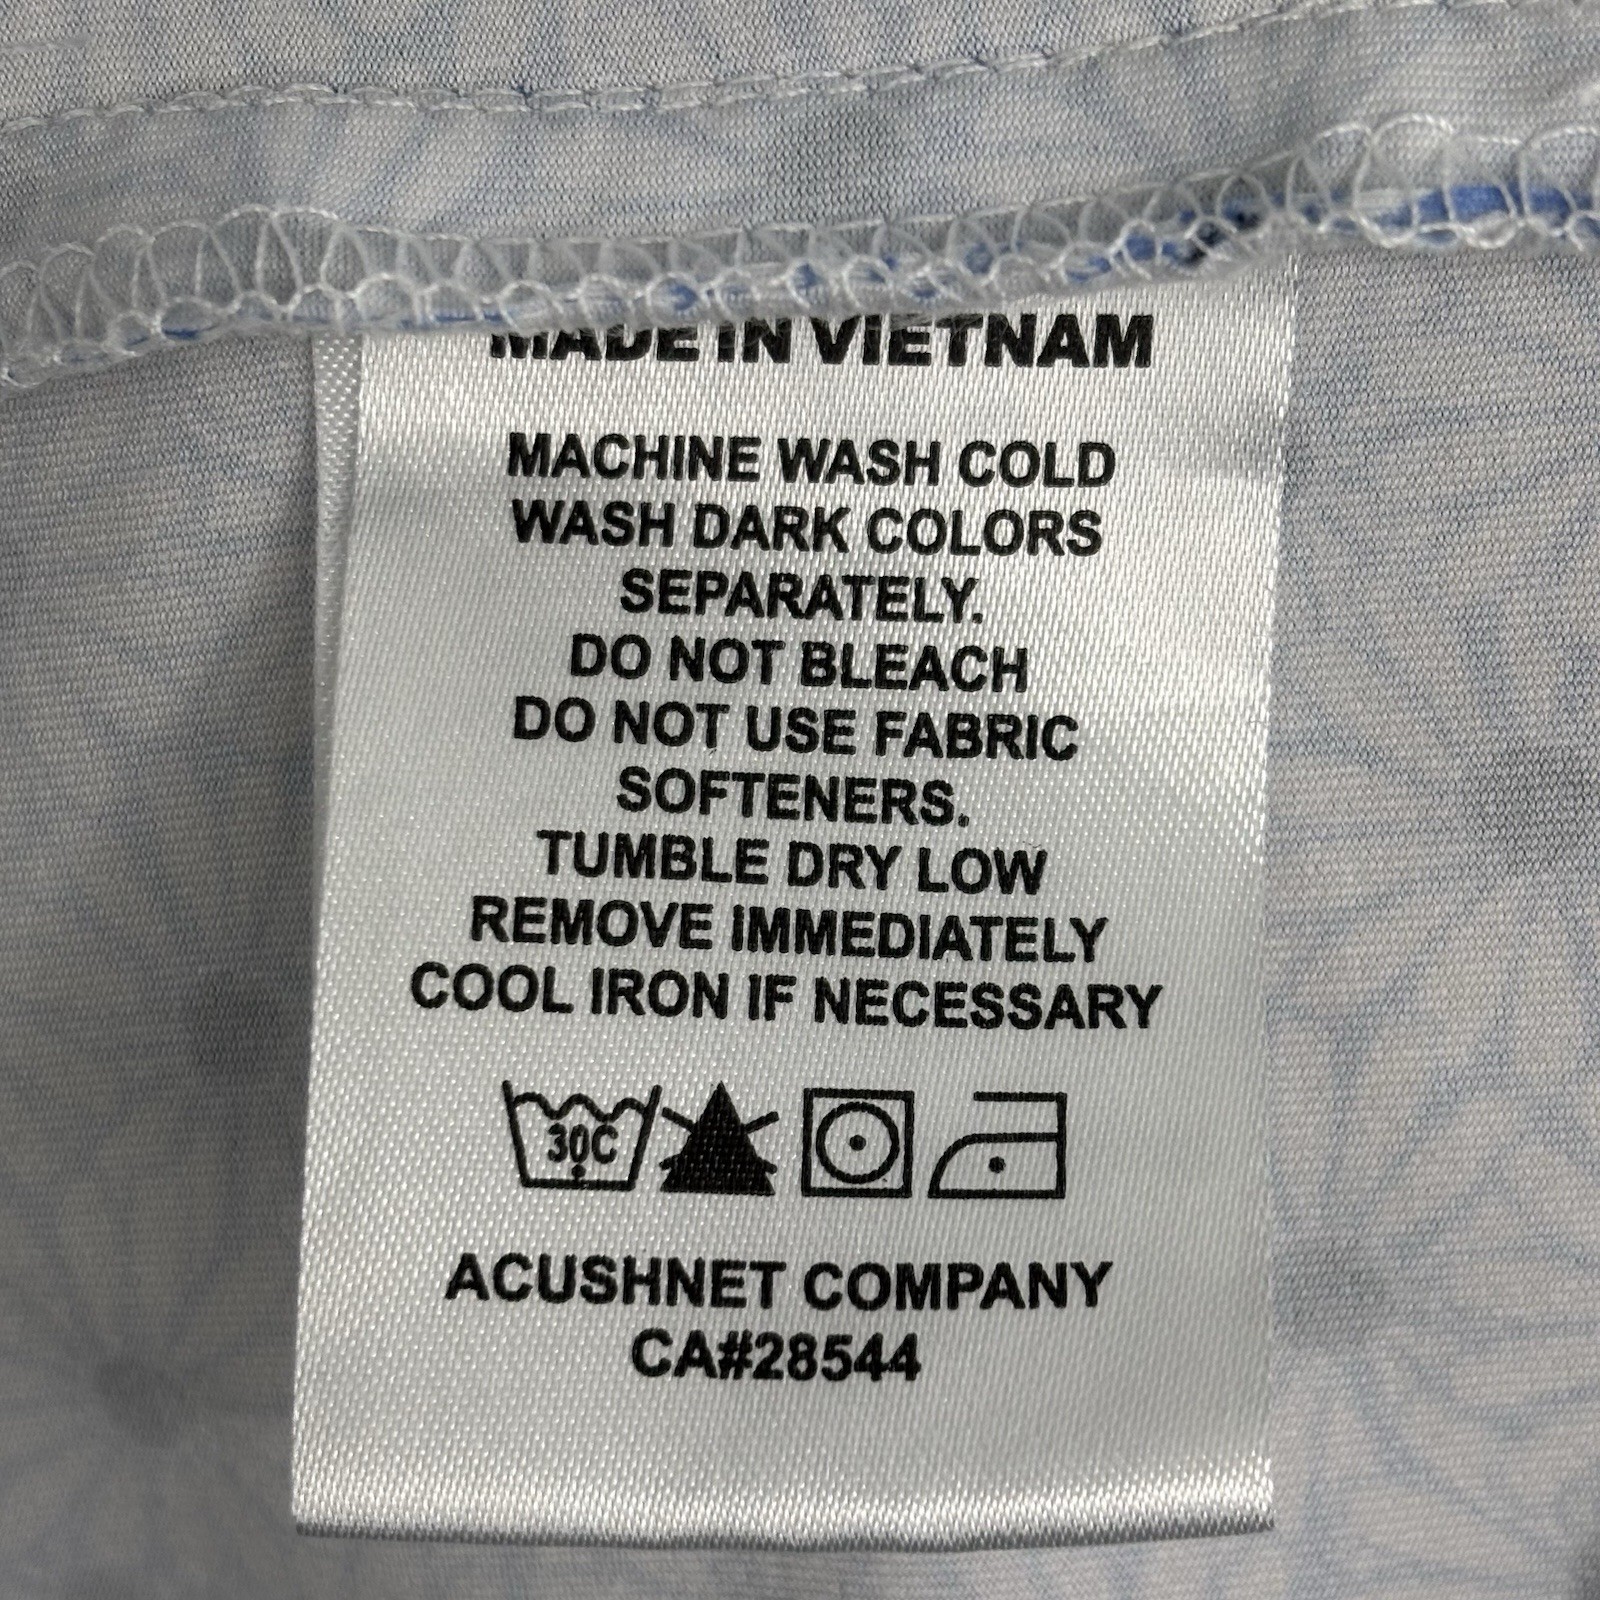 MADE IN VIETNAM
MACHINE WASH COLD
WASH DARK COLORS
SEPARATELY.
DO NOT BLEACH
DO NOT USE FABRIC
SOFTENERS.
TUMBLE DRY LOW
REMOVE IMMEDIATELY
COOL IRON IF NECESSARY
30C
ACUSHNET COMPANY
CA#28544